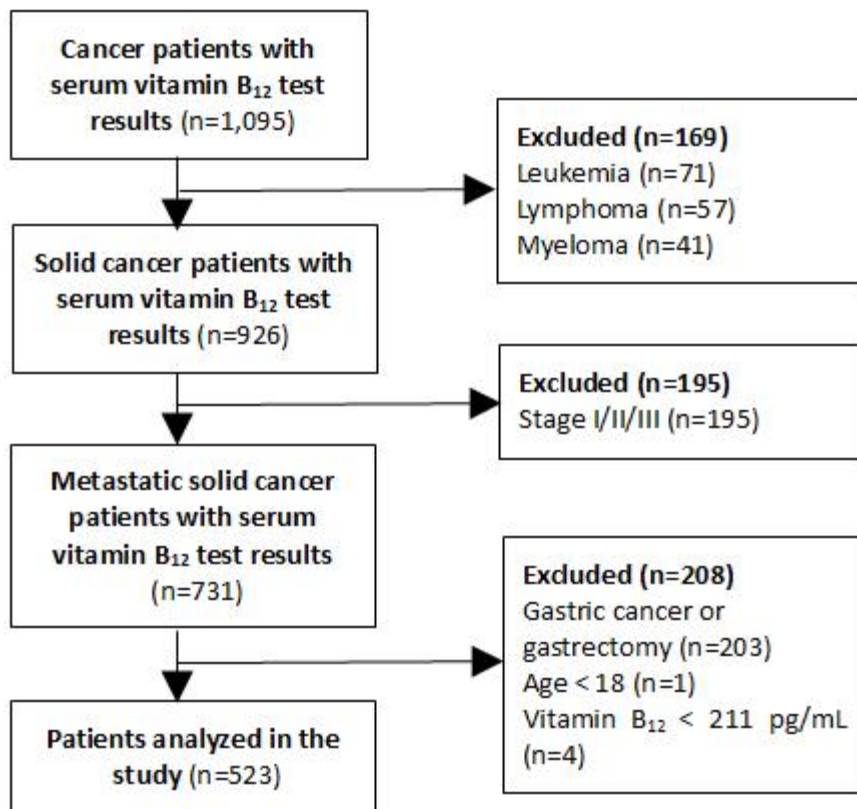 Cancer patients with
serum vitamin B₁₂ test
results (n=1,095)
Excluded (n=169)
Leukemia (n=71)
Lymphoma (n=57)
Myeloma (n=41)
Solid cancer patients with
serum vitamin B₁₂ test
results (n=926)
Excluded (n=195)
Stage I/II/III (n=195)
Metastatic solid cancer
patients with serum
vitamin B₁₂ test results
(n=731)
Excluded (n=208)
Gastric cancer or
gastrectomy (n=203)
Age < 18 (n=1)
Vitamin B₁₂ < 211 pg/mL
(n=4)
Patients analyzed in the
study (n=523)